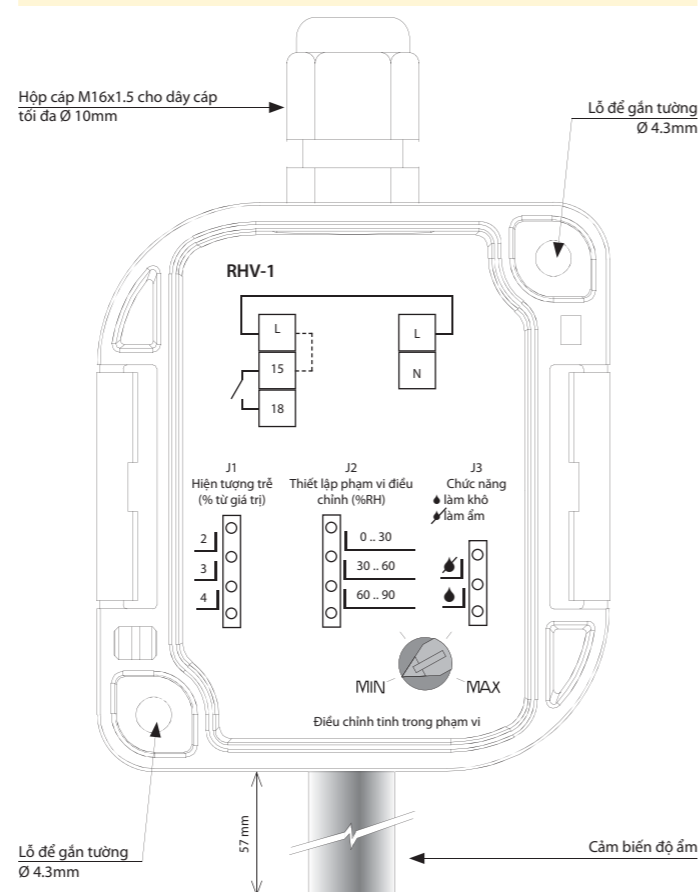 Hộp cáp M16x1.5 cho dây cáp
tối đa Ø 10mm
Lỗ để gắn tường
Ø 4.3mm
RHV-1
L
15
18
L
N
J1
Hiện tượng trễ
(% từ giá trị)
2
3
4
J2
Thiết lập phạm vi điều
chỉnh (%RH)
0 .. 30
30 .. 60
60 .. 90
J3
Chức năng
làm khô
làm ẩm
MIN
MAX
Điều chỉnh tinh trong phạm vi
57 mm
Lỗ để gắn tường
Ø 4.3mm
Cảm biến độ ẩm